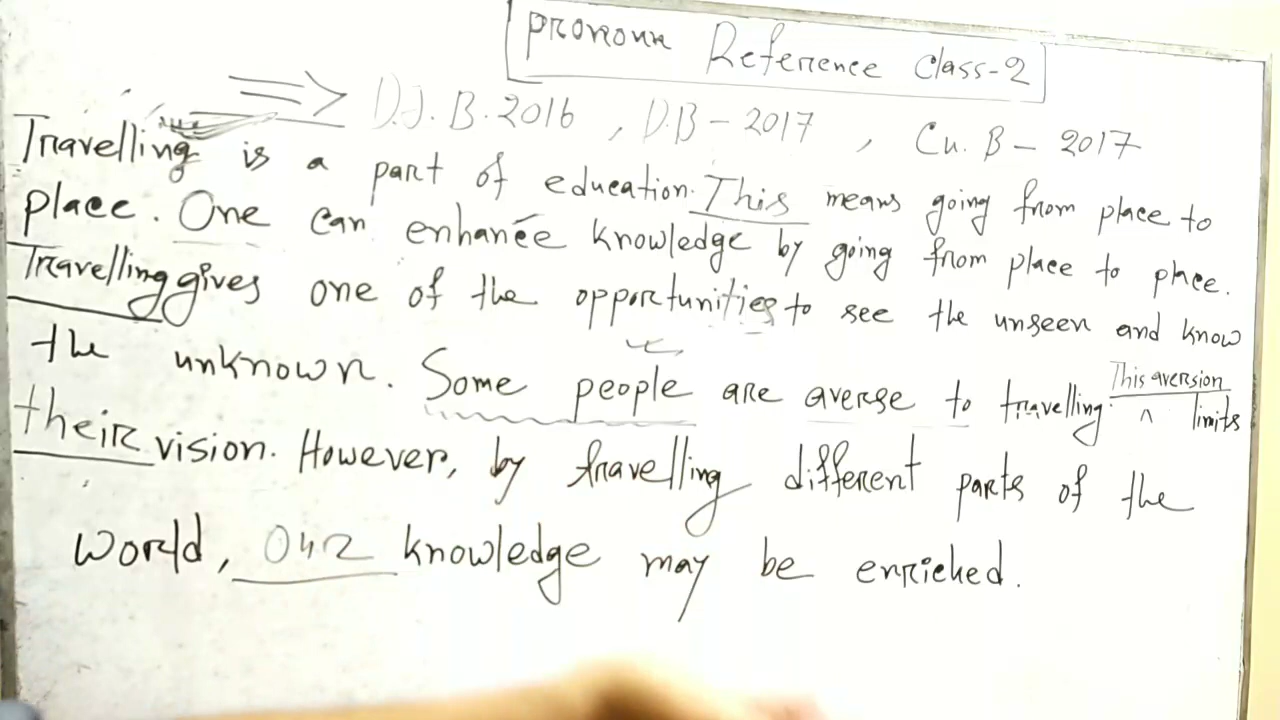 Pronoun Reference Class-2
⇒ D.J.B. 2016, D.B - 2017, Cu. B - 2017
Travelling is a part of education. This means going from place to
place. One can enhance knowledge by going from place to place.
Travelling gives one of the opportunities to see the unseen and know
the unknown. Some people are averse to travelling. This aversion limits
their vision. However, by travelling different parts of the
world, our knowledge may be enriched.